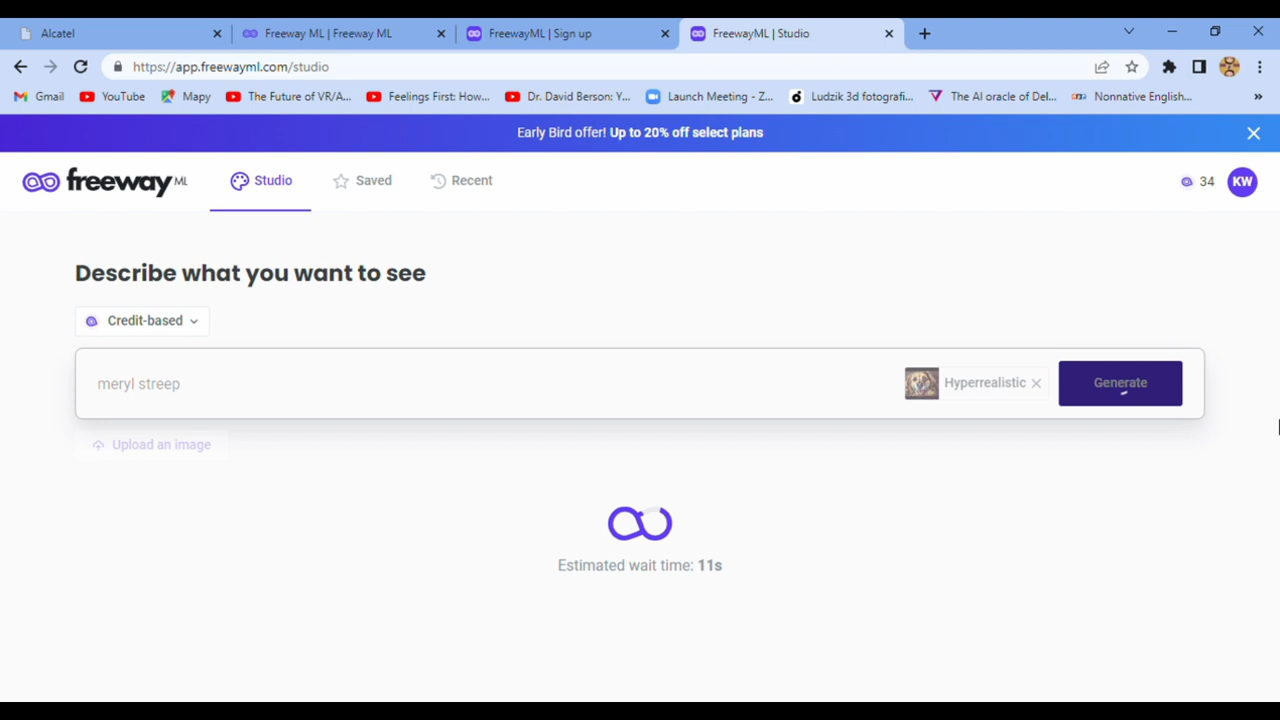 Alcatel
Freeway ML | Freeway ML
FreewayML | Sign up
FreewayML | Studio
https://app.freewayml.com/studio
Gmail
YouTube
Mapy
The Future of VR/A...
Feelings First: How...
Dr. David Berson: Y...
Launch Meeting - Z...
Ludzik 3d fotografi...
The AI oracle of Del...
Nonnative English...
Early Bird offer! Up to 20% off select plans
freeway ML
Studio
Saved
Recent
34
KW
Describe what you want to see
Credit-based
meryl streep
Hyperrealistic
Generate
Upload an image
Estimated wait time: 11s